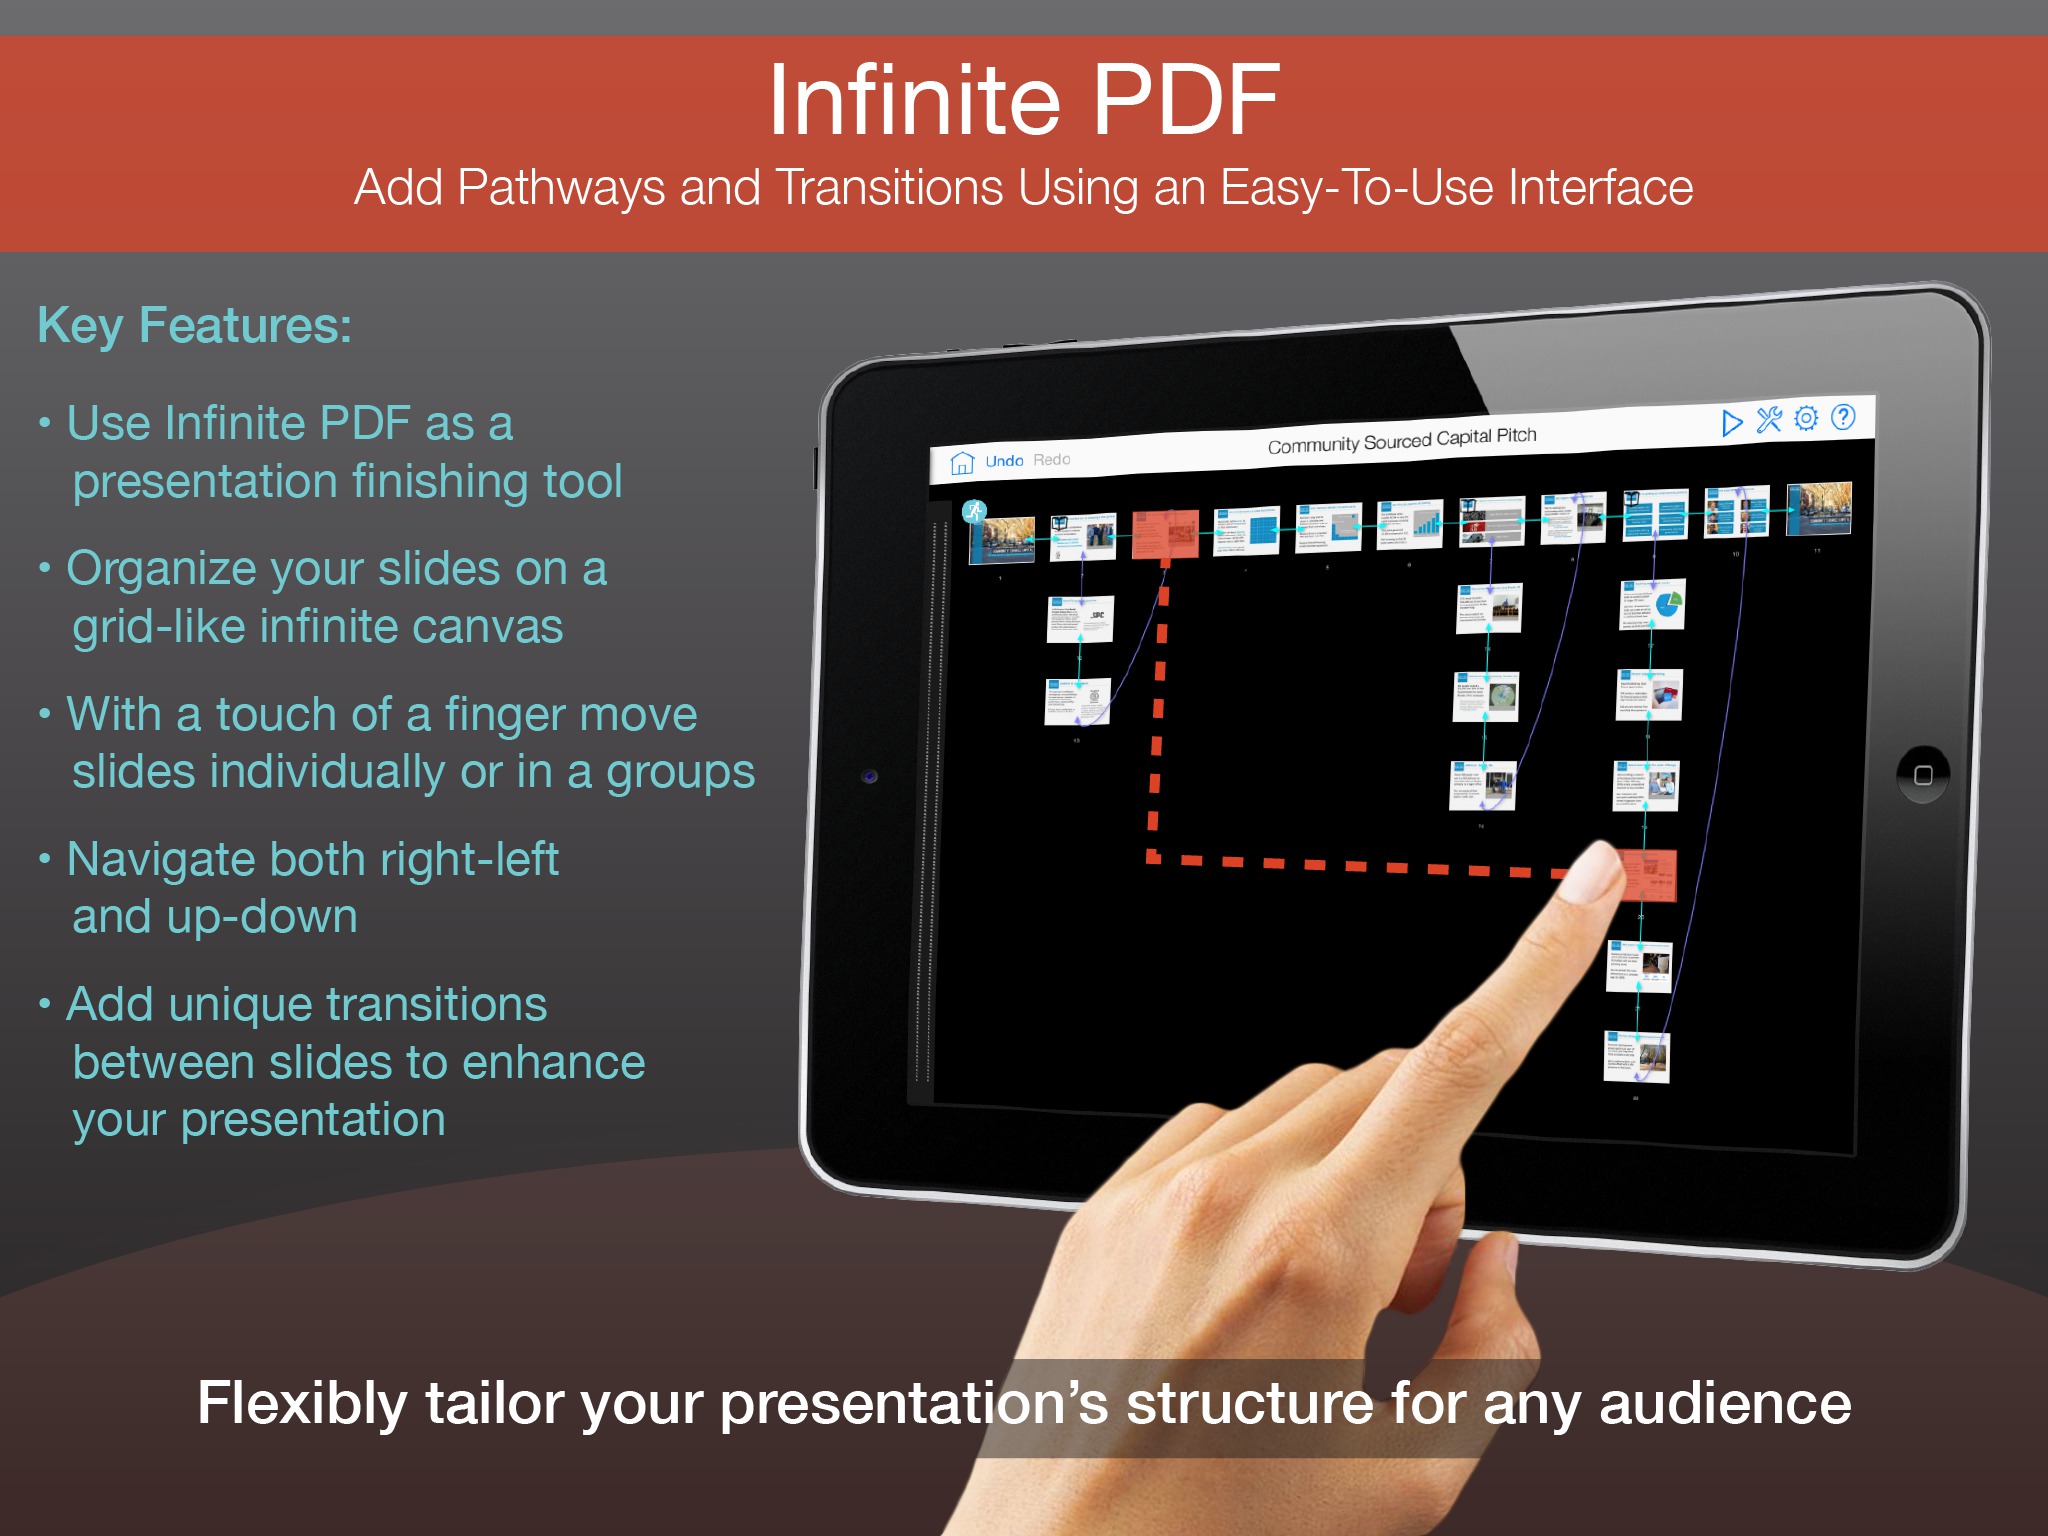 Infinite PDF
Add Pathways and Transitions Using an Easy-To-Use Interface
Key Features:
• Use Infinite PDF as a
presentation finishing tool
• Organize your slides on a
grid-like infinite canvas
• With a touch of a finger move
slides individually or in a groups
• Navigate both right-left
and up-down
• Add unique transitions
between slides to enhance
your presentation
Undo Redo
Community Sourced Capital Pitch
Flexibly tailor your presentation’s structure for any audience